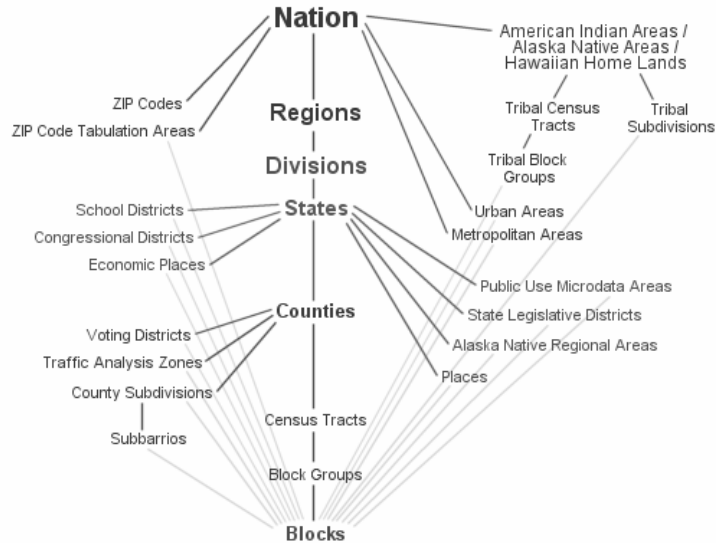 Nation
American Indian Areas /
Alaska Native Areas /
Hawaiian Home Lands
ZIP Codes
ZIP Code Tabulation Areas
Regions
Tribal Census
Tracts
Tribal
Subdivisions
Divisions
Tribal Block
Groups
School Districts
States
Urban Areas
Congressional Districts
Metropolitan Areas
Economic Places
Public Use Microdata Areas
Counties
State Legislative Districts
Voting Districts
Alaska Native Regional Areas
Traffic Analysis Zones
Places
County Subdivisions
Census Tracts
Subbarrios
Block Groups
Blocks